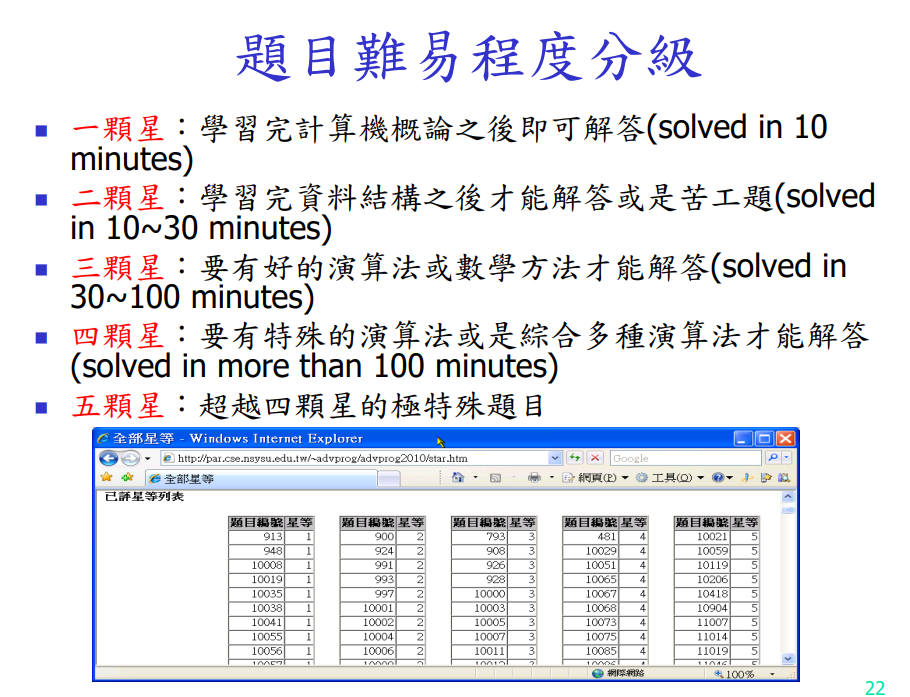 題目難易程度分級
一顆星：學習完計算機概論之後即可解答(solved in 10
minutes)
二顆星：學習完資料結構之後才能解答或是苦工題(solved
in 10~30 minutes)
三顆星：要有好的演算法或數學方法才能解答(solved in
30~100 minutes)
四顆星：要有特殊的演算法或是綜合多種演算法才能解答
(solved in more than 100 minutes)
五顆星：超越四顆星的極特殊題目
全部星等 - Windows Internet Explorer
http://par.cse.nsysu.edu.tw/~advprog/advprog2010/star.htm Google
全部星等 網頁(P) 工具(O)
已評星等列表
題目編號 星等 題目編號 星等 題目編號 星等 題目編號 星等 題目編號 星等
913 1 900 2 793 3 481 4 10021 5
948 1 924 2 908 3 10029 4 10059 5
10008 1 991 2 926 3 10051 4 10119 5
10019 1 993 2 928 3 10065 4 10206 5
10035 1 997 2 10000 3 10067 4 10418 5
10038 1 10001 2 10003 3 10068 4 10904 5
10041 1 10002 2 10005 3 10073 4 11007 5
10055 1 10004 2 10007 3 10075 4 11014 5
10056 1 10006 2 10011 3 10085 4 11019 5
網際網路 100%
22